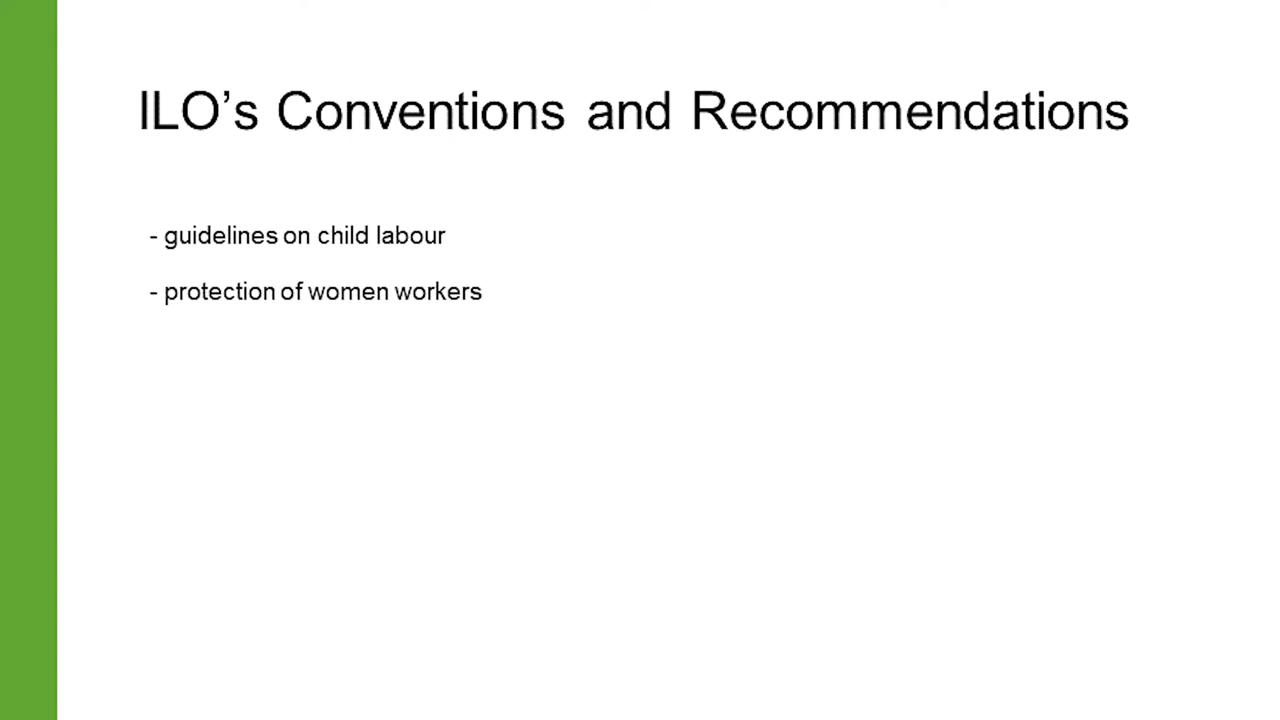 ILO’s Conventions and Recommendations
- guidelines on child labour
- protection of women workers